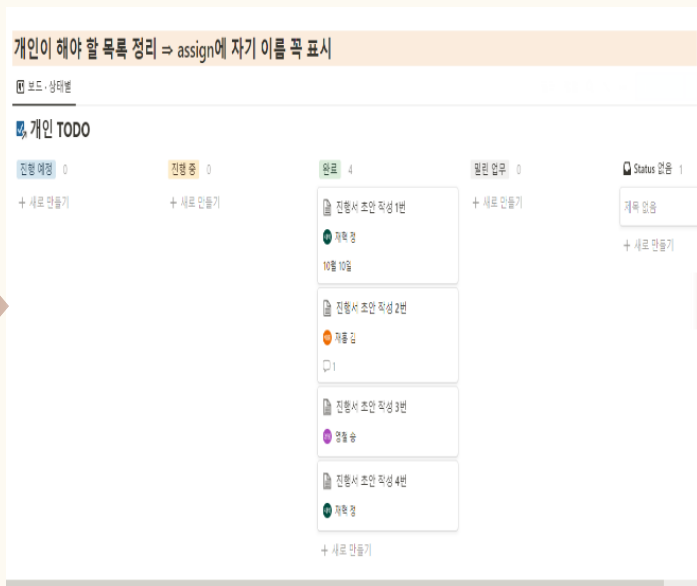 개인이 해야 할 목록 정리 ⇒ assign에 자기 이름 꼭 표시
보드 - 상태별
개인 TODO
진행 예정 0
+ 새로 만들기
진행 중 0
+ 새로 만들기
완료 4
진행서 초안 작성 1번
재혁 정
10월 10일
진행서 초안 작성 2번
재홍 김
1
진행서 초안 작성 3번
영철 송
진행서 초안 작성 4번
재혁 정
+ 새로 만들기
밀린 업무 0
+ 새로 만들기
Status 없음 1
제목 없음
+ 새로 만들기